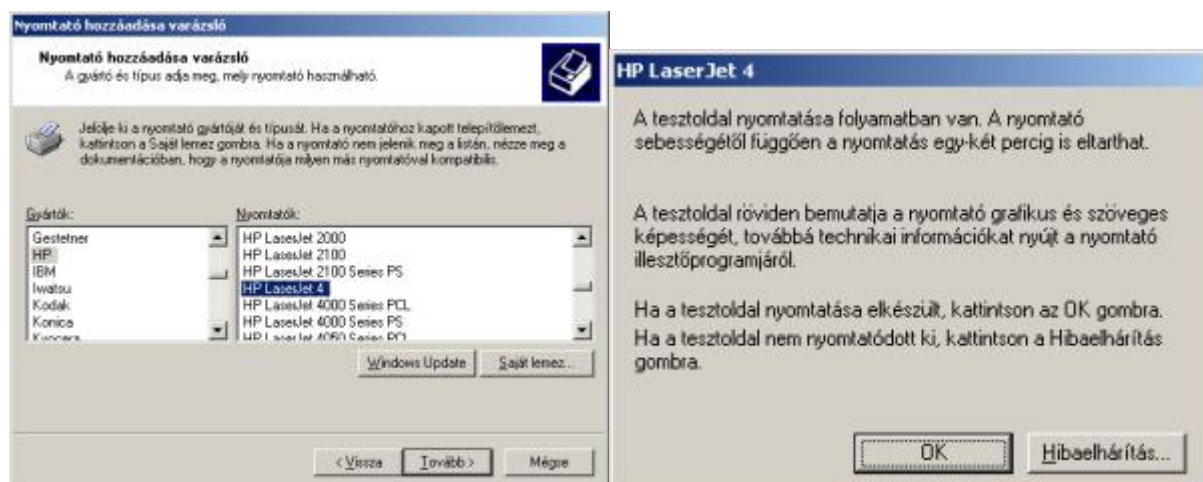 Nyomtató hozzáadása varázsló
Nyomtató hozzáadása varázsló
A gyártó és típus adja meg, mely nyomtató használható.
Jelölje ki a nyomtató gyártóját és típusát. Ha a nyomtatóhoz kapott telepítőlemezt,
kattintson a Saját lemez gombra. Ha a nyomtató nem jelenik meg a listán, nézze meg a
dokumentációban, hogy a nyomtatója milyen más nyomtatóval kompatibilis.
Gyártók:
Gestetner
HP
IBM
Iwatsu
Kodak
Konica
Kyocera
Nyomtatók:
HP LaserJet 2000
HP LaserJet 2100
HP LaserJet 2100 Series PS
HP LaserJet 4
HP LaserJet 4000 Series PCL
HP LaserJet 4000 Series PS
HP LaserJet 4050 Series PCL
Windows Update
Saját lemez...
< Vissza
Tovább >
Mégse
HP LaserJet 4
A tesztoldal nyomtatása folyamatban van. A nyomtató
sebességétől függően a nyomtatás egy-két percig is eltarthat.
A tesztoldal röviden bemutatja a nyomtató grafikus és szöveges
képességét, továbbá technikai információkat nyújt a nyomtató
illesztőprogramjáról.
Ha a tesztoldal nyomtatása elkészült, kattintson az OK gombra.
Ha a tesztoldal nem nyomtatódott ki, kattintson a Hibaelhárítás
gombra.
OK
Hibaelhárítás...